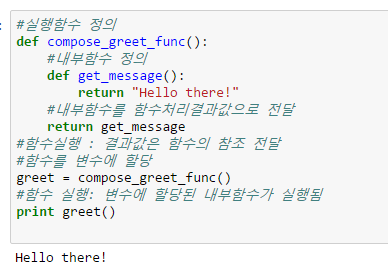 #실행함수 정의
def compose_greet_func():
    #내부함수 정의
    def get_message():
        return "Hello there!"
    #내부함수를 함수처리결과값으로 전달
    return get_message
#함수실행 : 결과값은 함수의 참조 전달
#함수를 변수에 할당
greet = compose_greet_func()
#함수 실행: 변수에 할당된 내부함수가 실행됨
print greet()
Hello there!